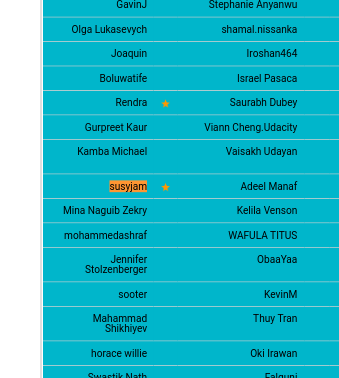 GavinJ Stephanie Anyanwu
Olga Lukasevych shamal.nissanka
Joaquin Iroshan464
Boluwatife Israel Pasaca
Rendra Saurabh Dubey
Gurpreet Kaur Viann Cheng.Udacity
Kamba Michael Vaisakh Udayan
susyjam Adeel Manaf
Mina Naguib Zekry Kelila Venson
mohammedashraf WAFULA TITUS
Jennifer Stolzenberger ObaaYaa
sooter KevinM
Mahammad Shikhiyev Thuy Tran
horace willie Oki Irawan
Swastik Nath Falguni